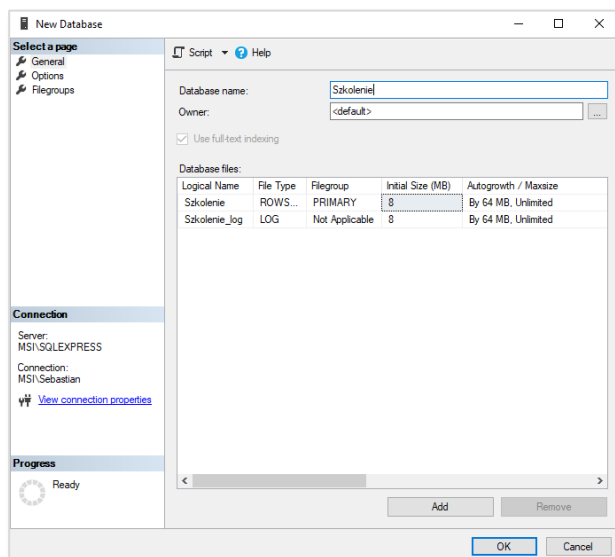 New Database
Select a page
General
Options
Filegroups
Script
Help
Database name:
Szkolenie
Owner:
<default>
...
Use full-text indexing
Database files:
Logical Name File Type Filegroup Initial Size (MB) Autogrowth / Maxsize
Szkolenie ROWS... PRIMARY 8 By 64 MB, Unlimited
Szkolenie_log LOG Not Applicable 8 By 64 MB, Unlimited
Connection
Server:
MSI\SQLEXPRESS
Connection:
MSI\Sebastian
View connection properties
Progress
Ready
Add Remove
OK Cancel